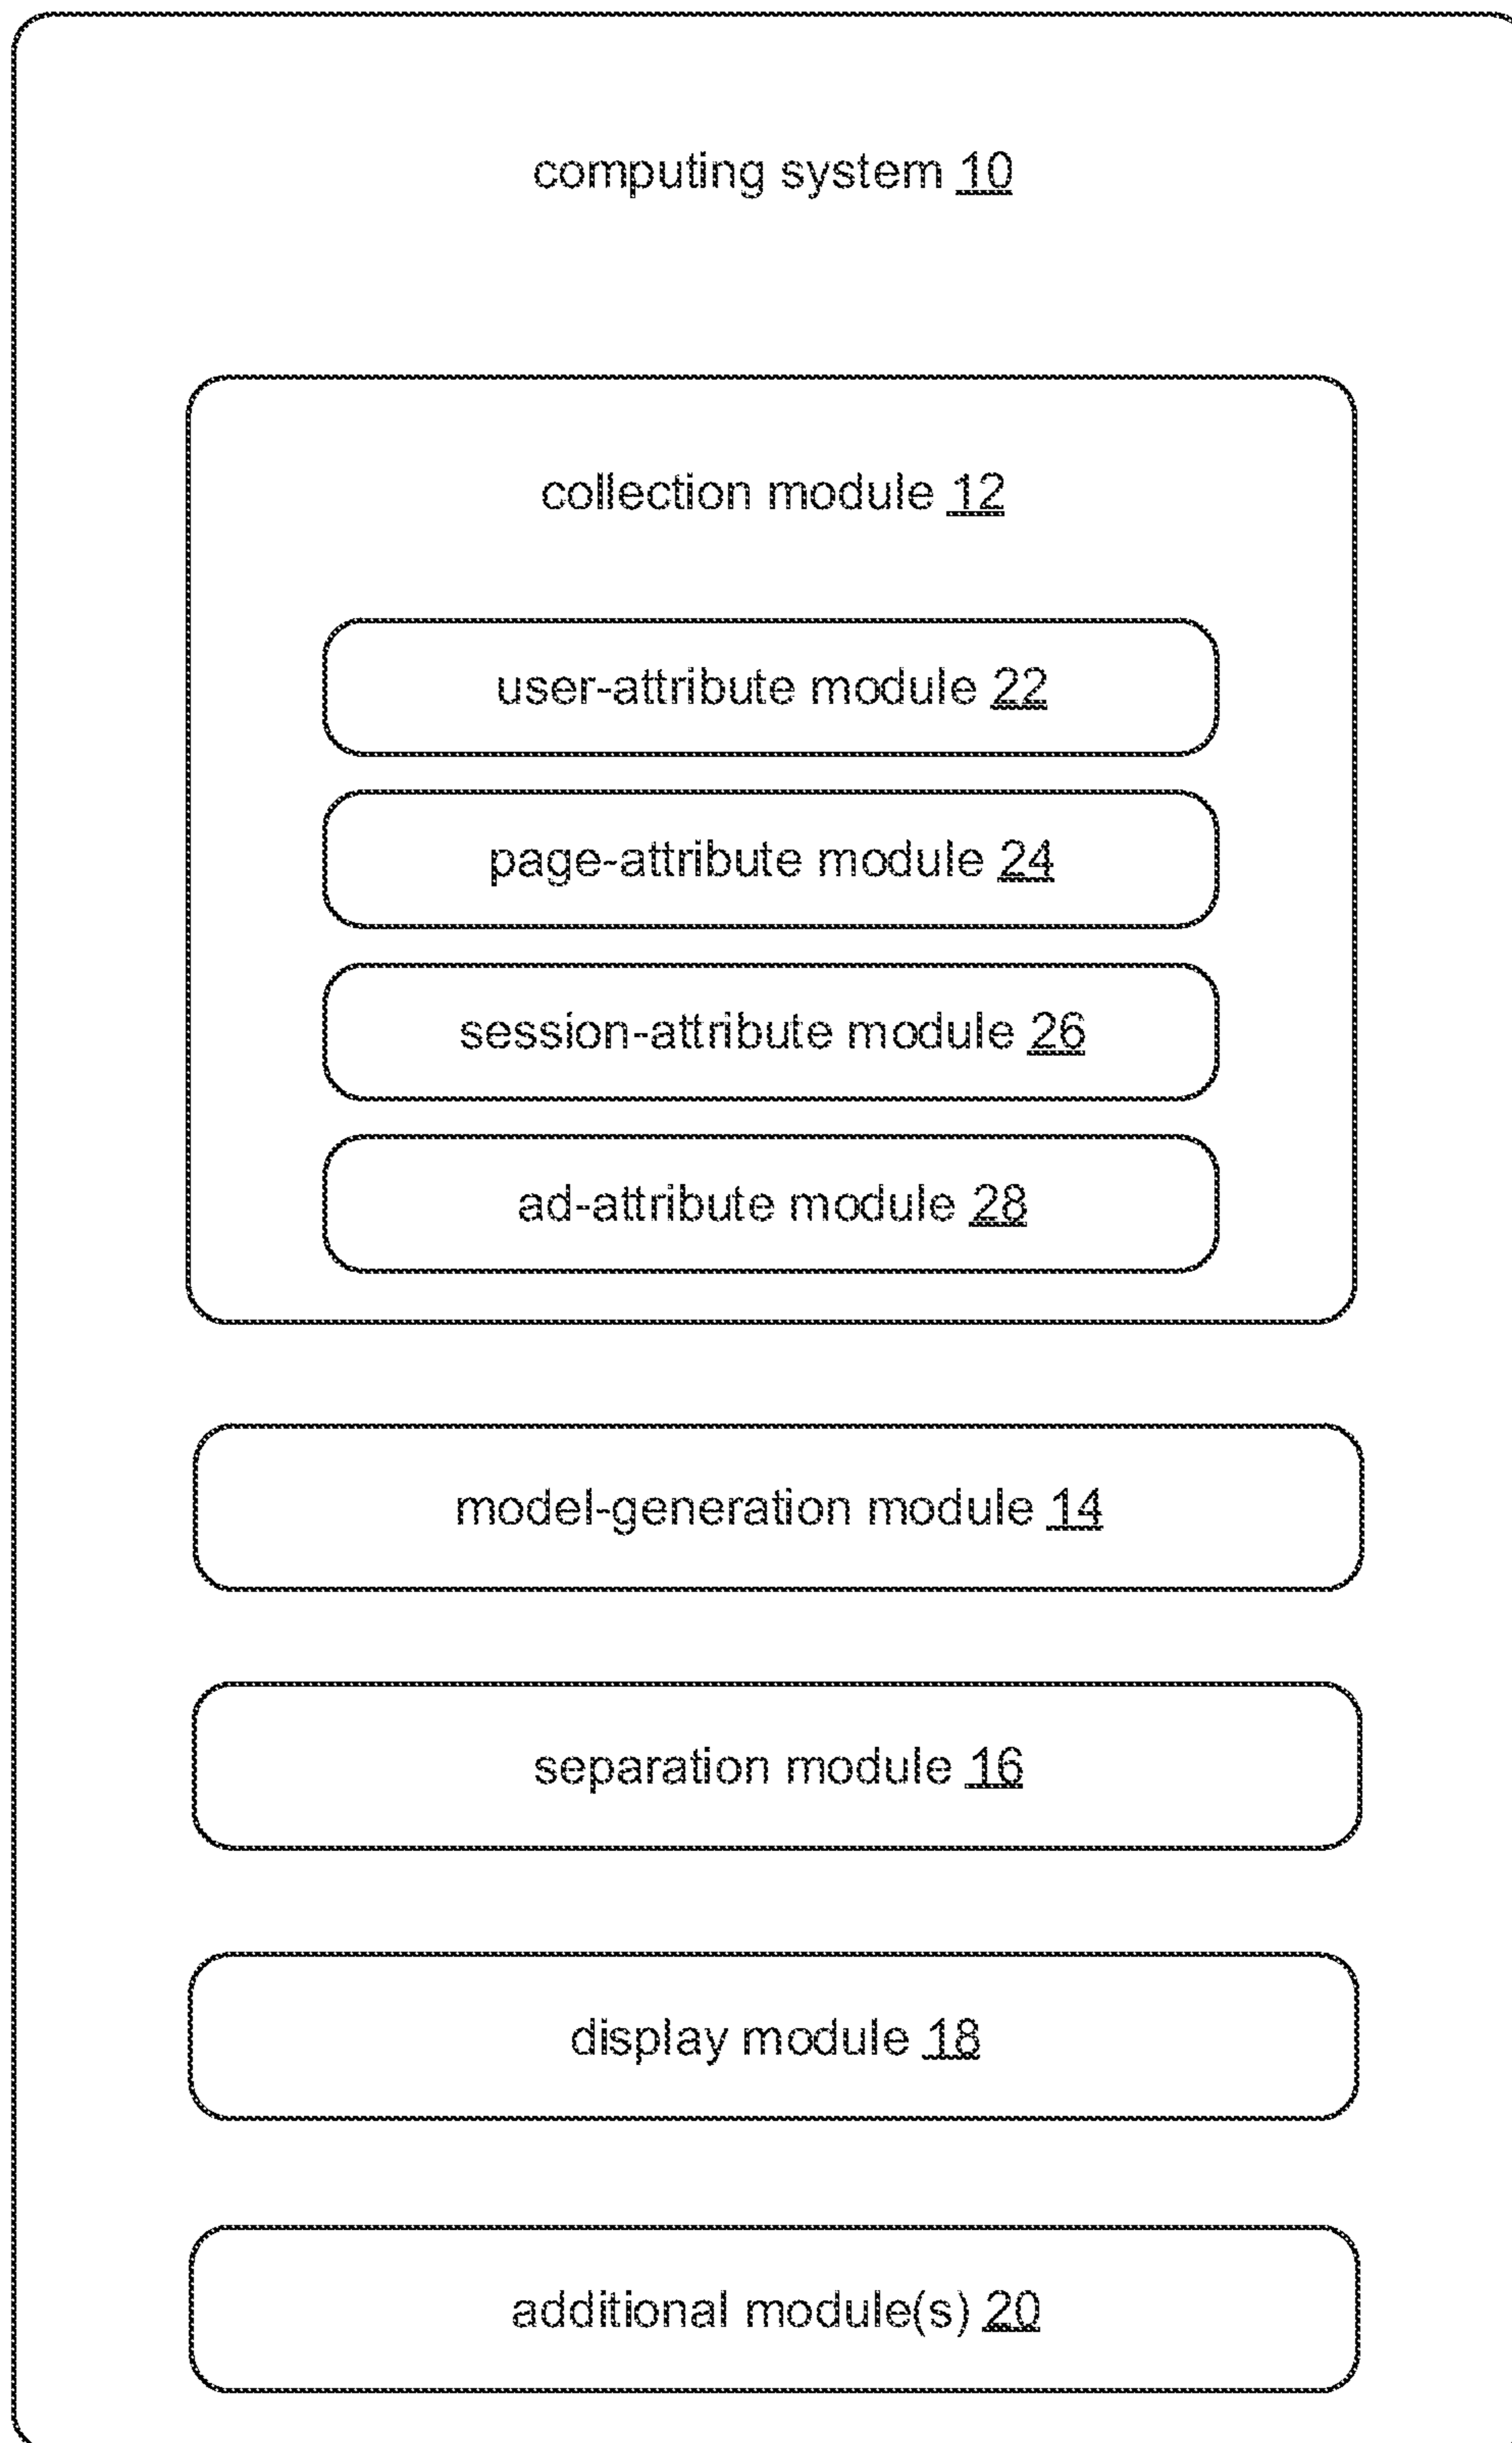 computing system 10
collection module 12
user-attribute module 22
page-attribute module 24
session-attribute module 26
ad-attribute module 28
model-generation module 14
separation module 16
display module 18
additional module(s) 20